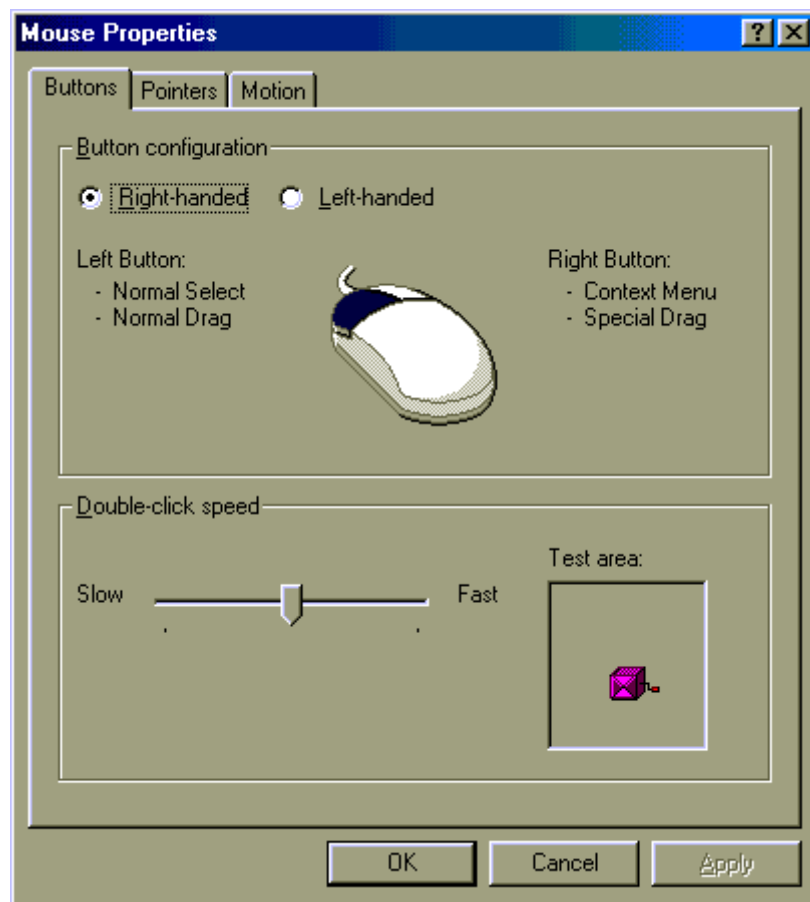 Mouse Properties
Buttons Pointers Motion
Button configuration
Right-handed Left-handed
Left Button:
- Normal Select
- Normal Drag
Right Button:
- Context Menu
- Special Drag
Double-click speed
Slow Fast
Test area:
OK Cancel Apply